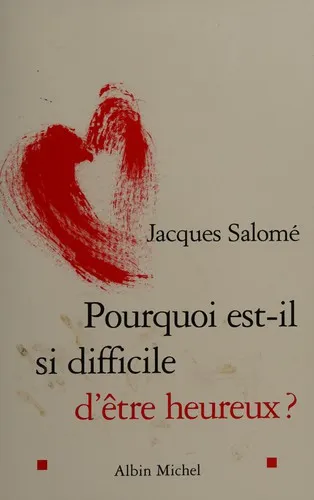 Jacques Salomé
Pourquoi est-il
si difficile
d'être heureux ?
Albin Michel